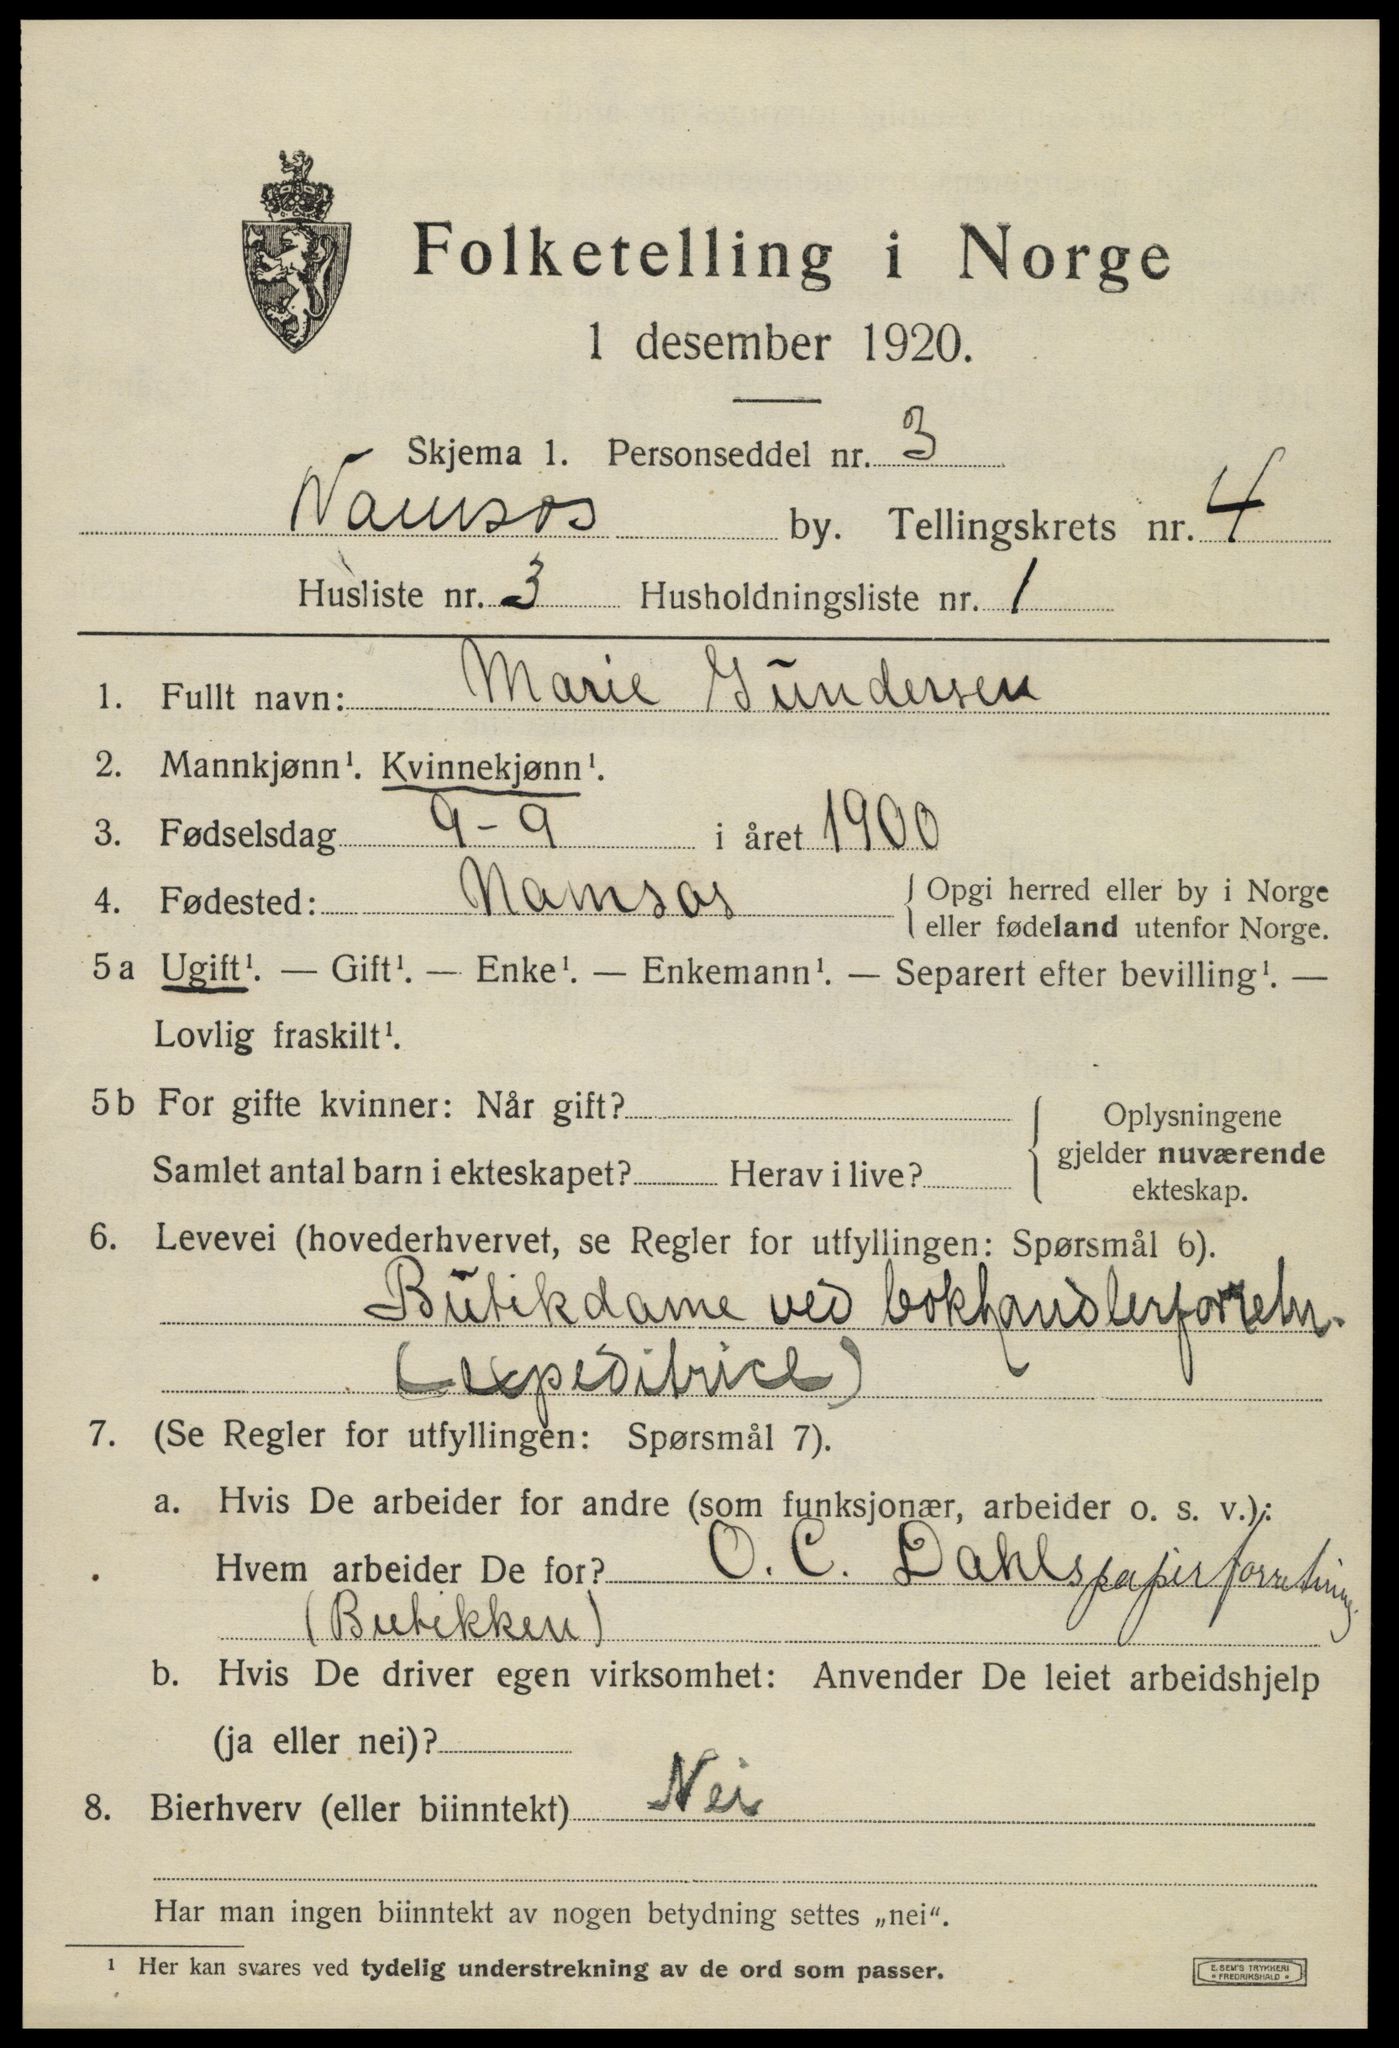 Folketelling i Norge
1 desember 1920.
Skjema 1. Personseddel nr. 3
Namsos by. Tellingskrets nr. 4
Husliste nr. 3 Husholdningsliste nr. 1
1. Fullt navn: Marie Gundersen
2. Mannkjønn¹. Kvinnekjønn¹.
3. Fødselsdag 9-9 i året 1900
4. Fødested: Namsos { Opgi herred eller by i Norge
eller fødeland utenfor Norge.
5a Ugift¹. — Gift¹. — Enke¹. — Enkemann¹. — Separert efter bevilling¹. —
Lovlig fraskilt¹.
5b For gifte kvinner: Når gift?
Samlet antal barn i ekteskapet? Herav i live?
{ Oplysningene
gjelder nuværende
ekteskap.
6. Levevei (hovederhvervet, se Regler for utfyllingen: Spørsmål 6).
Butikdame ved bokhandlerforretn.
(expeditrice)
7. (Se Regler for utfyllingen: Spørsmål 7).
a. Hvis De arbeider for andre (som funksjonær, arbeider o. s. v.):
Hvem arbeider De for? O. C. Dahls papirforretning
(Butikken)
b. Hvis De driver egen virksomhet: Anvender De leiet arbeidshjelp
(ja eller nei)?
8. Bierhverv (eller biinntekt) Nei
Har man ingen biinntekt av nogen betydning settes „nei".
¹ Her kan svares ved tydelig understrekning av de ord som passer.
E. SEM'S TRYKKERI
* FREDRIKSHALD *